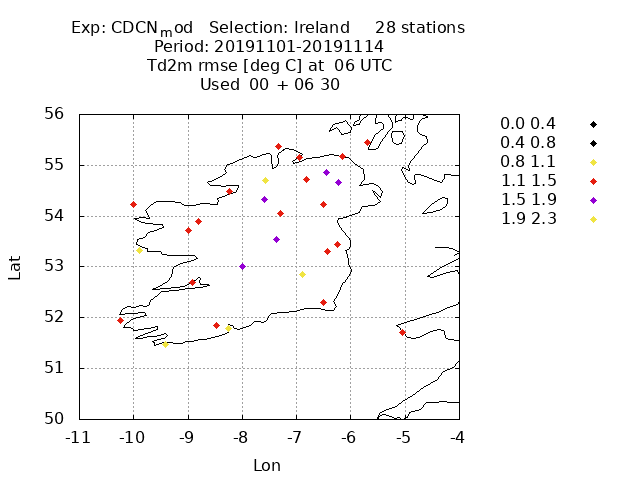 Exp: CDCN_mod Selection: Ireland 28 stations
Period: 20191101-20191114
Td2m rmse [deg C] at 06 UTC
Used 00 + 06 30
0.0 0.4
0.4 0.8
0.8 1.1
1.1 1.5
1.5 1.9
1.9 2.3
56
55
54
53
52
51
50
Lat
-11 -10 -9 -8 -7 -6 -5 -4
Lon